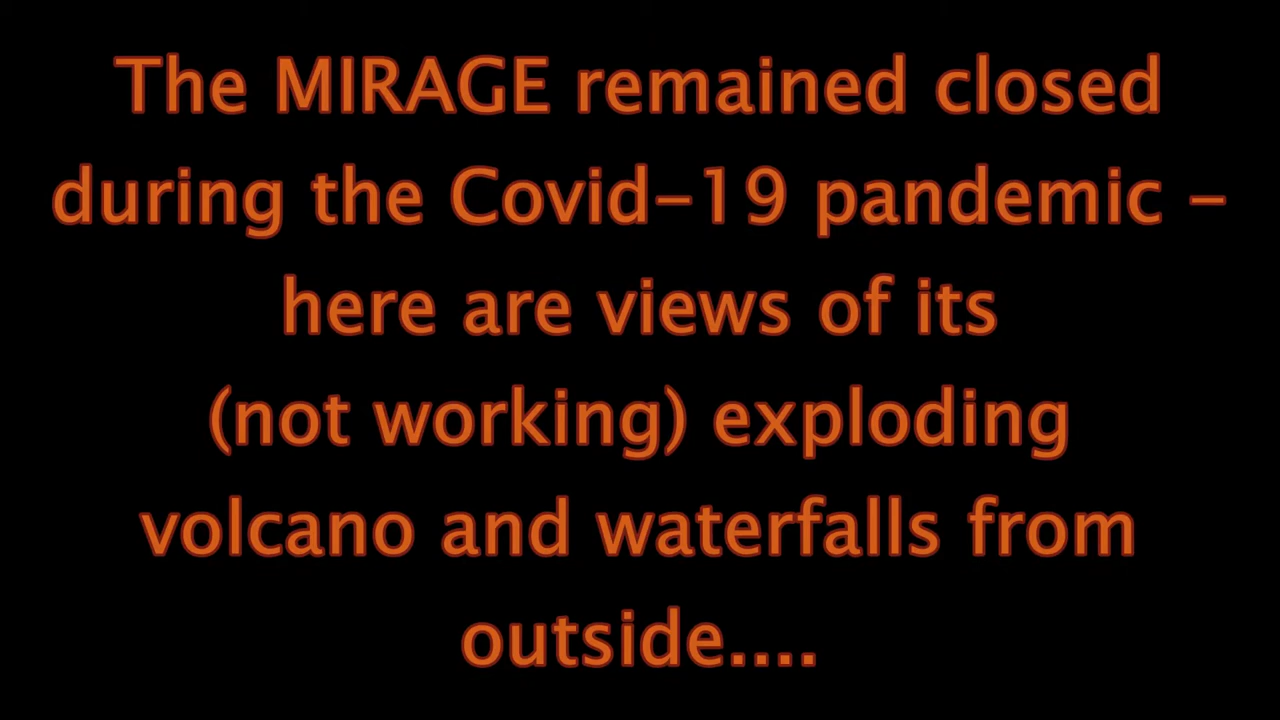 The MIRAGE remained closed
during the Covid-19 pandemic -
here are views of its
(not working) exploding
volcano and waterfalls from
outside....